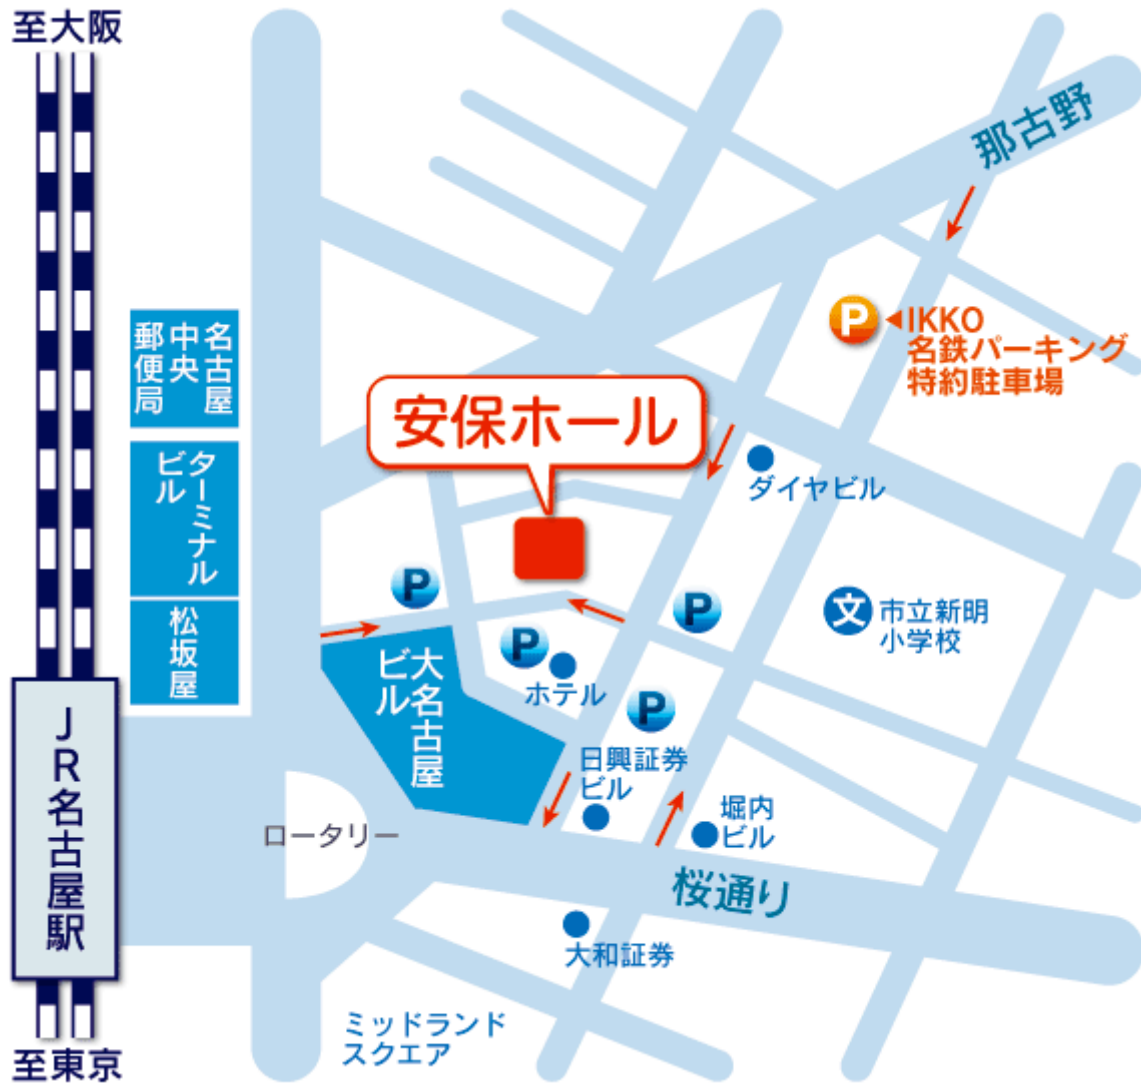 至大阪
那古野
P
IKKO
名鉄パーキング
特約駐車場
名古屋
中央
郵便局
安保ホール
ターミナル
ビル
ダイヤビル
P
P
文
市立新明
小学校
松坂屋
P
ホテル
大名古屋
ビル
P
JR名古屋駅
日興証券
ビル
堀内
ビル
ロータリー
桜通り
大和証券
ミッドランド
スクエア
至東京